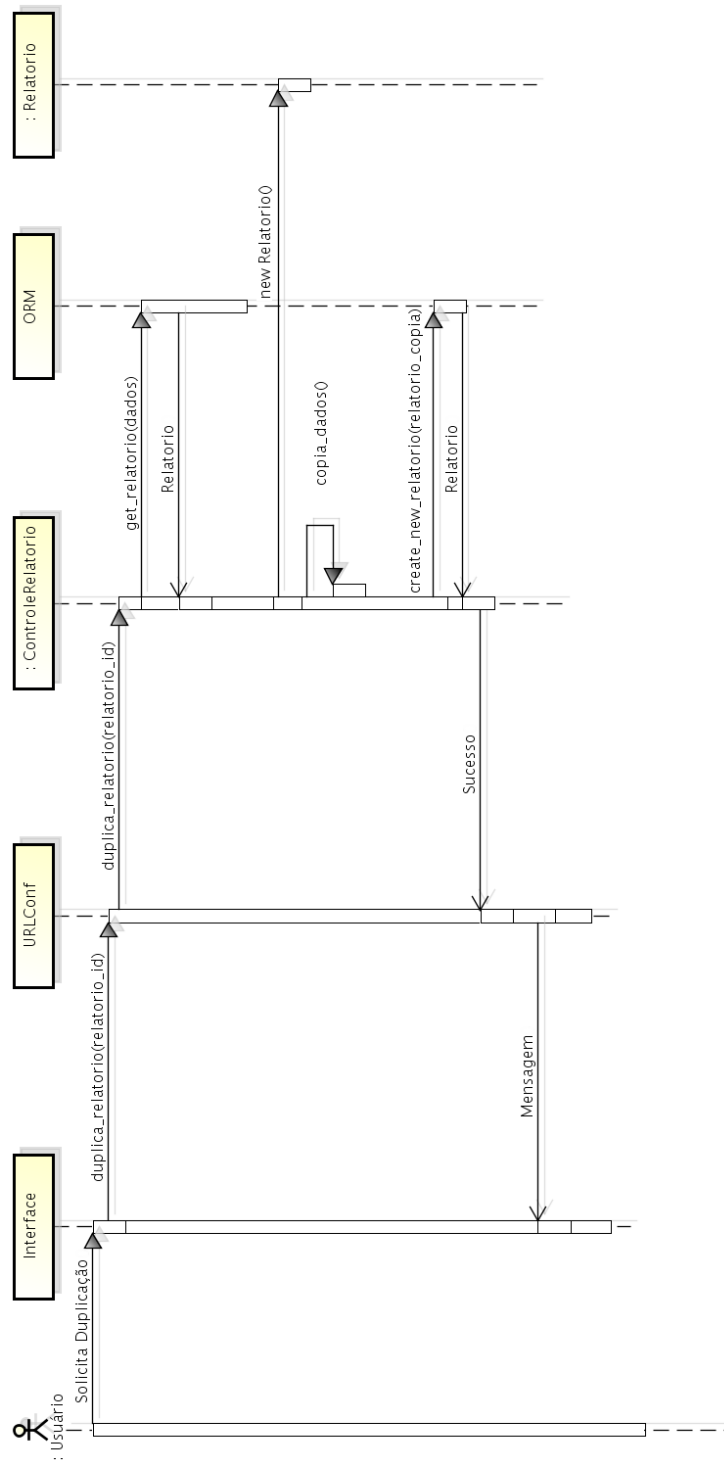 : Usuário
Interface
URLConf
: ControleRelatorio
ORM
: Relatorio
Solicita Duplicação
duplica_relatorio(relatorio_id)
duplica_relatorio(relatorio_id)
get_relatorio(dados)
Relatorio
new Relatorio()
copia_dados()
create_new_relatorio(relatorio_copia)
Relatorio
Sucesso
Mensagem